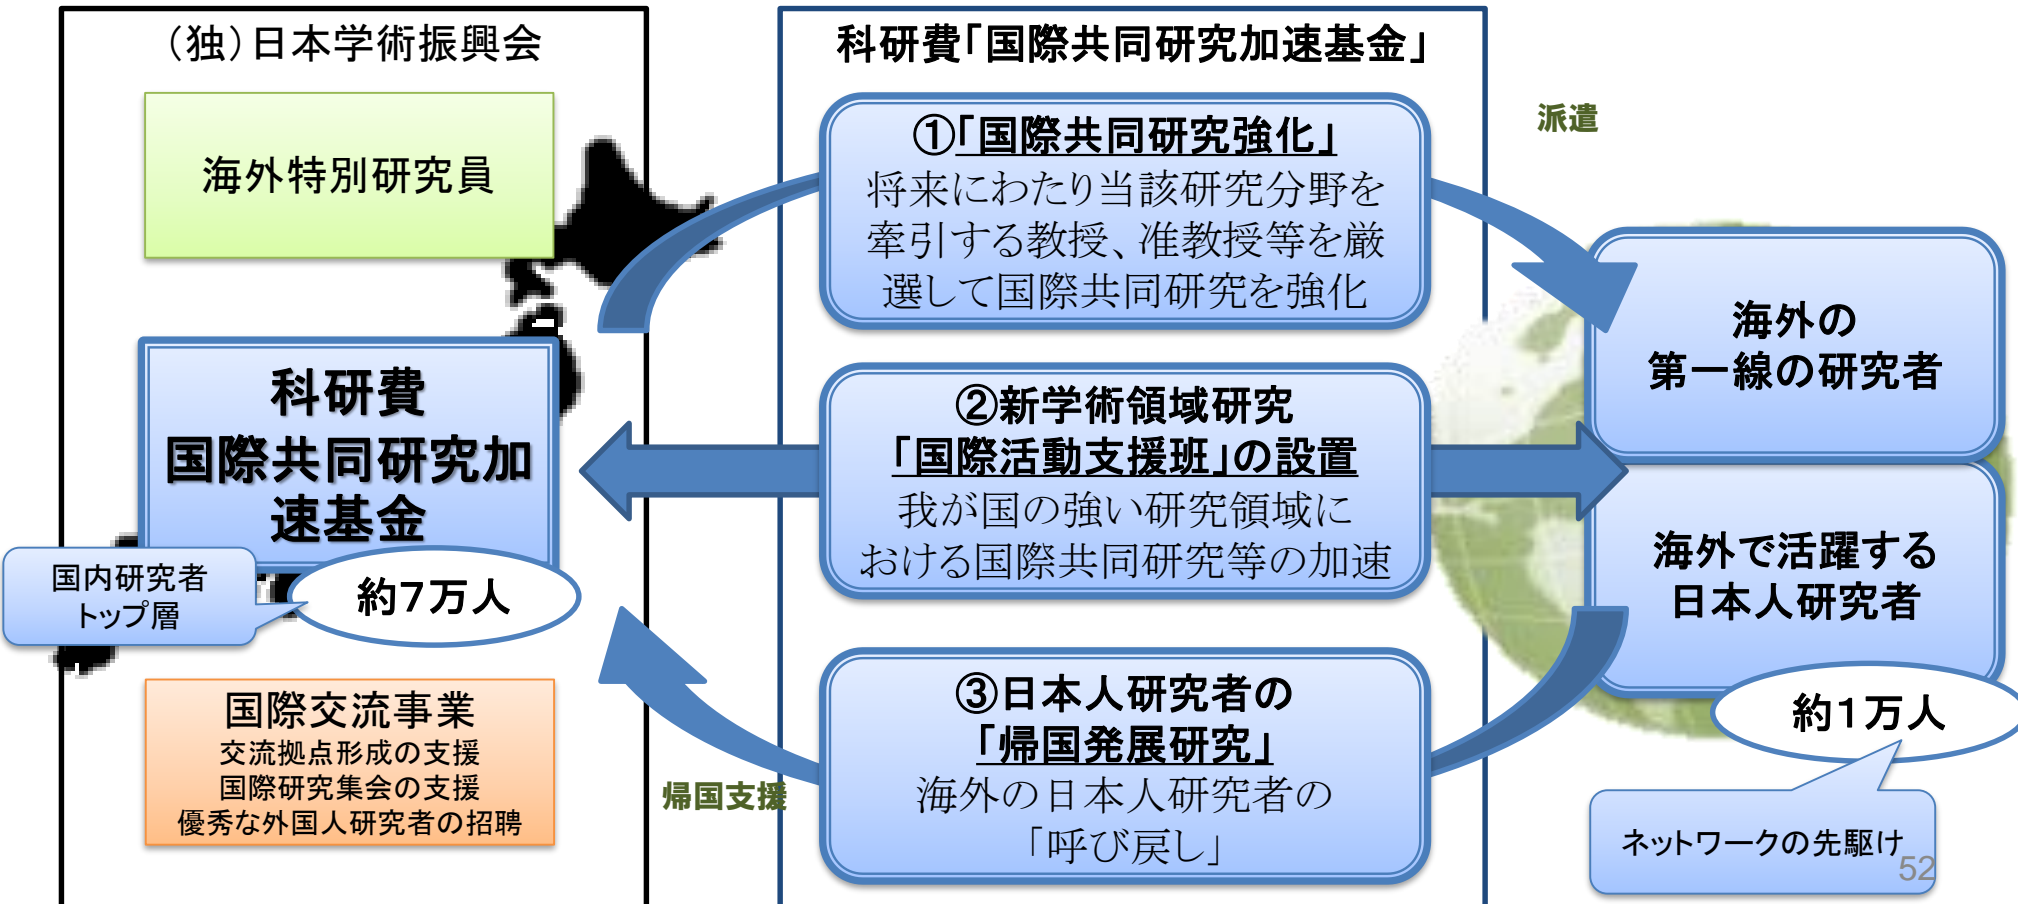 （独）日本学術振興会
海外特別研究員
科研費
国際共同研究加
速基金
国内研究者
トップ層
約７万人
国際交流事業
交流拠点形成の支援
国際研究集会の支援
優秀な外国人研究者の招聘
科研費「国際共同研究加速基金」
①「国際共同研究強化」
将来にわたり当該研究分野を
牽引する教授、准教授等を厳
選して国際共同研究を強化
②新学術領域研究
「国際活動支援班」の設置
我が国の強い研究領域に
おける国際共同研究等の加速
③日本人研究者の
「帰国発展研究」
海外の日本人研究者の
「呼び戻し」
派遣
帰国支援
海外の
第一線の研究者
海外で活躍する
日本人研究者
約１万人
ネットワークの先駆け
52